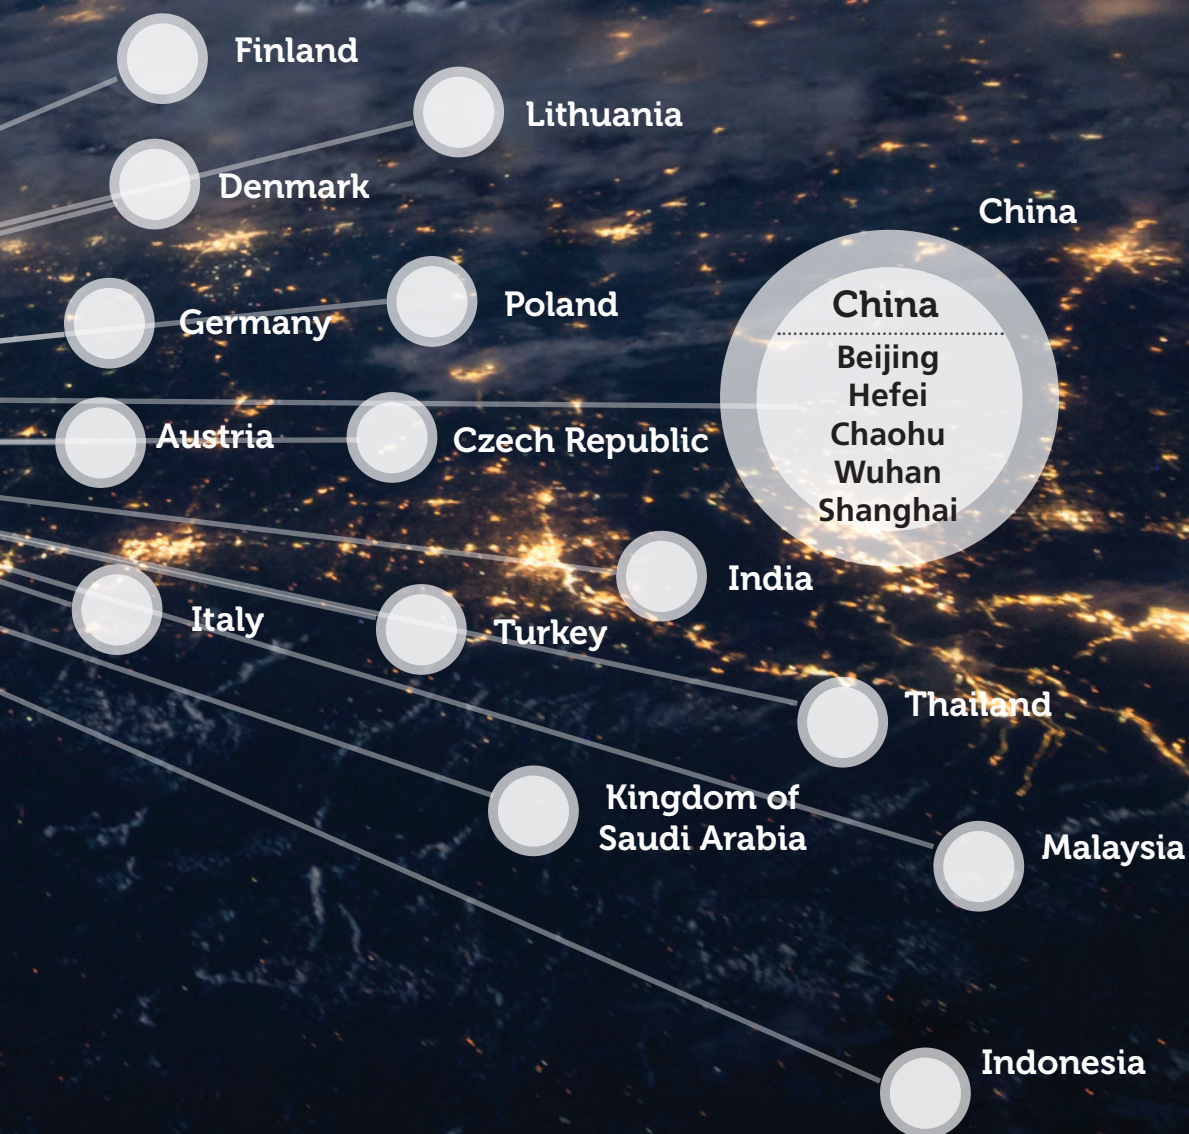 Finland
Lithuania
Denmark
China
Germany
Poland
China
Beijing
Hefei
Chaohu
Wuhan
Shanghai
Austria
Czech Republic
India
Italy
Turkey
Thailand
Kingdom of
Saudi Arabia
Malaysia
Indonesia